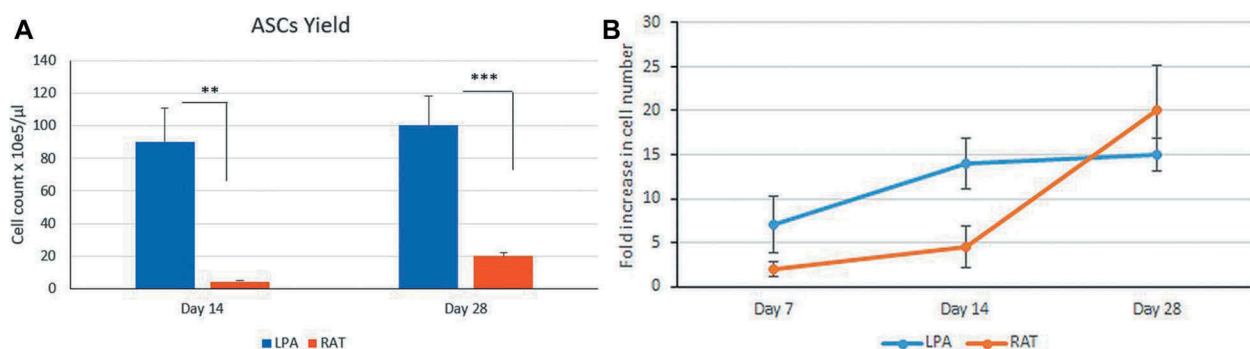 A
ASCs Yield
Cell count x 10e5/µl
140
120
100
80
60
40
20
0
**
***
Day 14
Day 28
LPA RAT
B
Fold increase in cell number
30
25
20
15
10
5
0
Day 7
Day 14
Day 28
LPA RAT